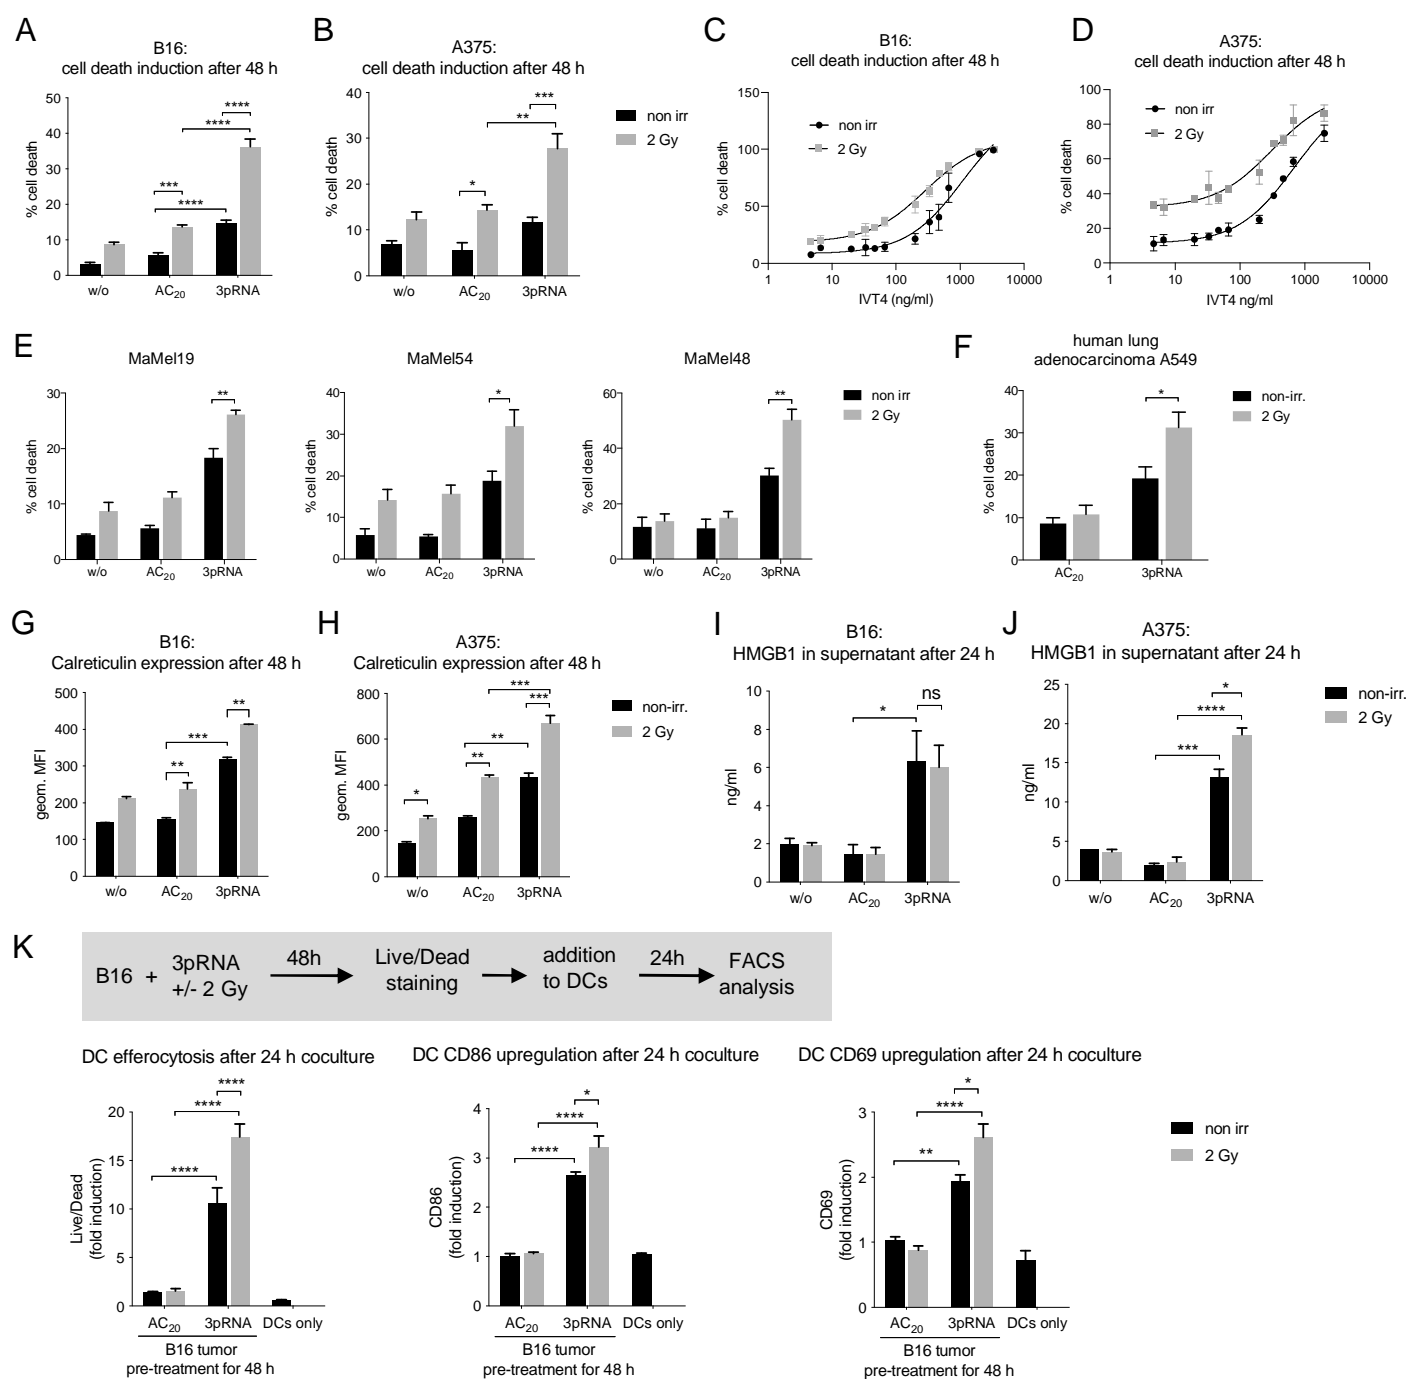 A
B16:
cell death induction after 48 h
% cell death
50
40
30
20
10
0
****
****
***
****
w/o
AC20
3pRNA
B
A375:
cell death induction after 48 h
% cell death
40
30
20
10
0
***
**
*
w/o
AC20
3pRNA
non irr
2 Gy
C
B16:
cell death induction after 48 h
% cell death
150
100
50
0
non irr
2 Gy
1
10
100
1000
10000
IVT4 (ng/ml)
D
A375:
cell death induction after 48 h
% cell death
100
80
60
40
20
0
non irr
2 Gy
1
10
100
1000
10000
IVT4 ng/ml
E
MaMel19
% cell death
30
20
10
0
**
w/o
AC20
3pRNA
MaMel54
% cell death
40
30
20
10
0
*
w/o
AC20
3pRNA
MaMel48
% cell death
60
40
20
0
**
w/o
AC20
3pRNA
non irr
2 Gy
F
human lung
adenocarcinoma A549
% cell death
40
30
20
10
0
*
AC20
3pRNA
non-irr.
2 Gy
G
B16:
Calreticulin expression after 48 h
geom. MFI
500
400
300
200
100
0
**
***
**
w/o
AC20
3pRNA
H
A375:
Calreticulin expression after 48 h
geom. MFI
800
600
400
200
0
***
***
**
**
*
w/o
AC20
3pRNA
non-irr.
2 Gy
I
B16:
HMGB1 in supernatant after 24 h
ng/ml
10
8
6
4
2
0
ns
*
w/o
AC20
3pRNA
J
A375:
HMGB1 in supernatant after 24 h
ng/ml
25
20
15
10
5
0
*
****
***
w/o
AC20
3pRNA
non-irr.
2 Gy
K
B16 + 3pRNA
+/- 2 Gy
48h
Live/Dead
staining
addition
to DCs
24h
FACS
analysis
DC efferocytosis after 24 h coculture
Live/Dead
(fold induction)
20
15
10
5
0
****
****
****
AC20
3pRNA
DCs only
B16 tumor
pre-treatment for 48 h
DC CD86 upregulation after 24 h coculture
CD86
(fold induction)
4
3
2
1
0
*
****
****
AC20
3pRNA
DCs only
B16 tumor
pre-treatment for 48 h
DC CD69 upregulation after 24 h coculture
CD69
(fold induction)
3
2
1
0
*
****
**
AC20
3pRNA
DCs only
B16 tumor
pre-treatment for 48 h
non irr
2 Gy